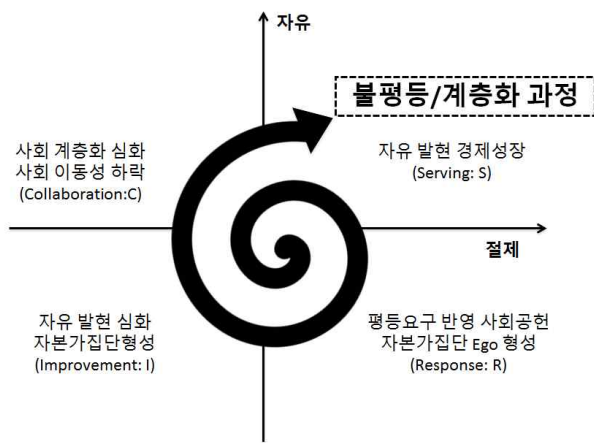 자유
불평등/계층화 과정
사회 계층화 심화
사회 이동성 하락
(Collaboration:C)
자유 발현 경제성장
(Serving: S)
절제
자유 발현 심화
자본가집단형성
(Improvement: I)
평등요구 반영 사회공헌
자본가집단 Ego 형성
(Response: R)